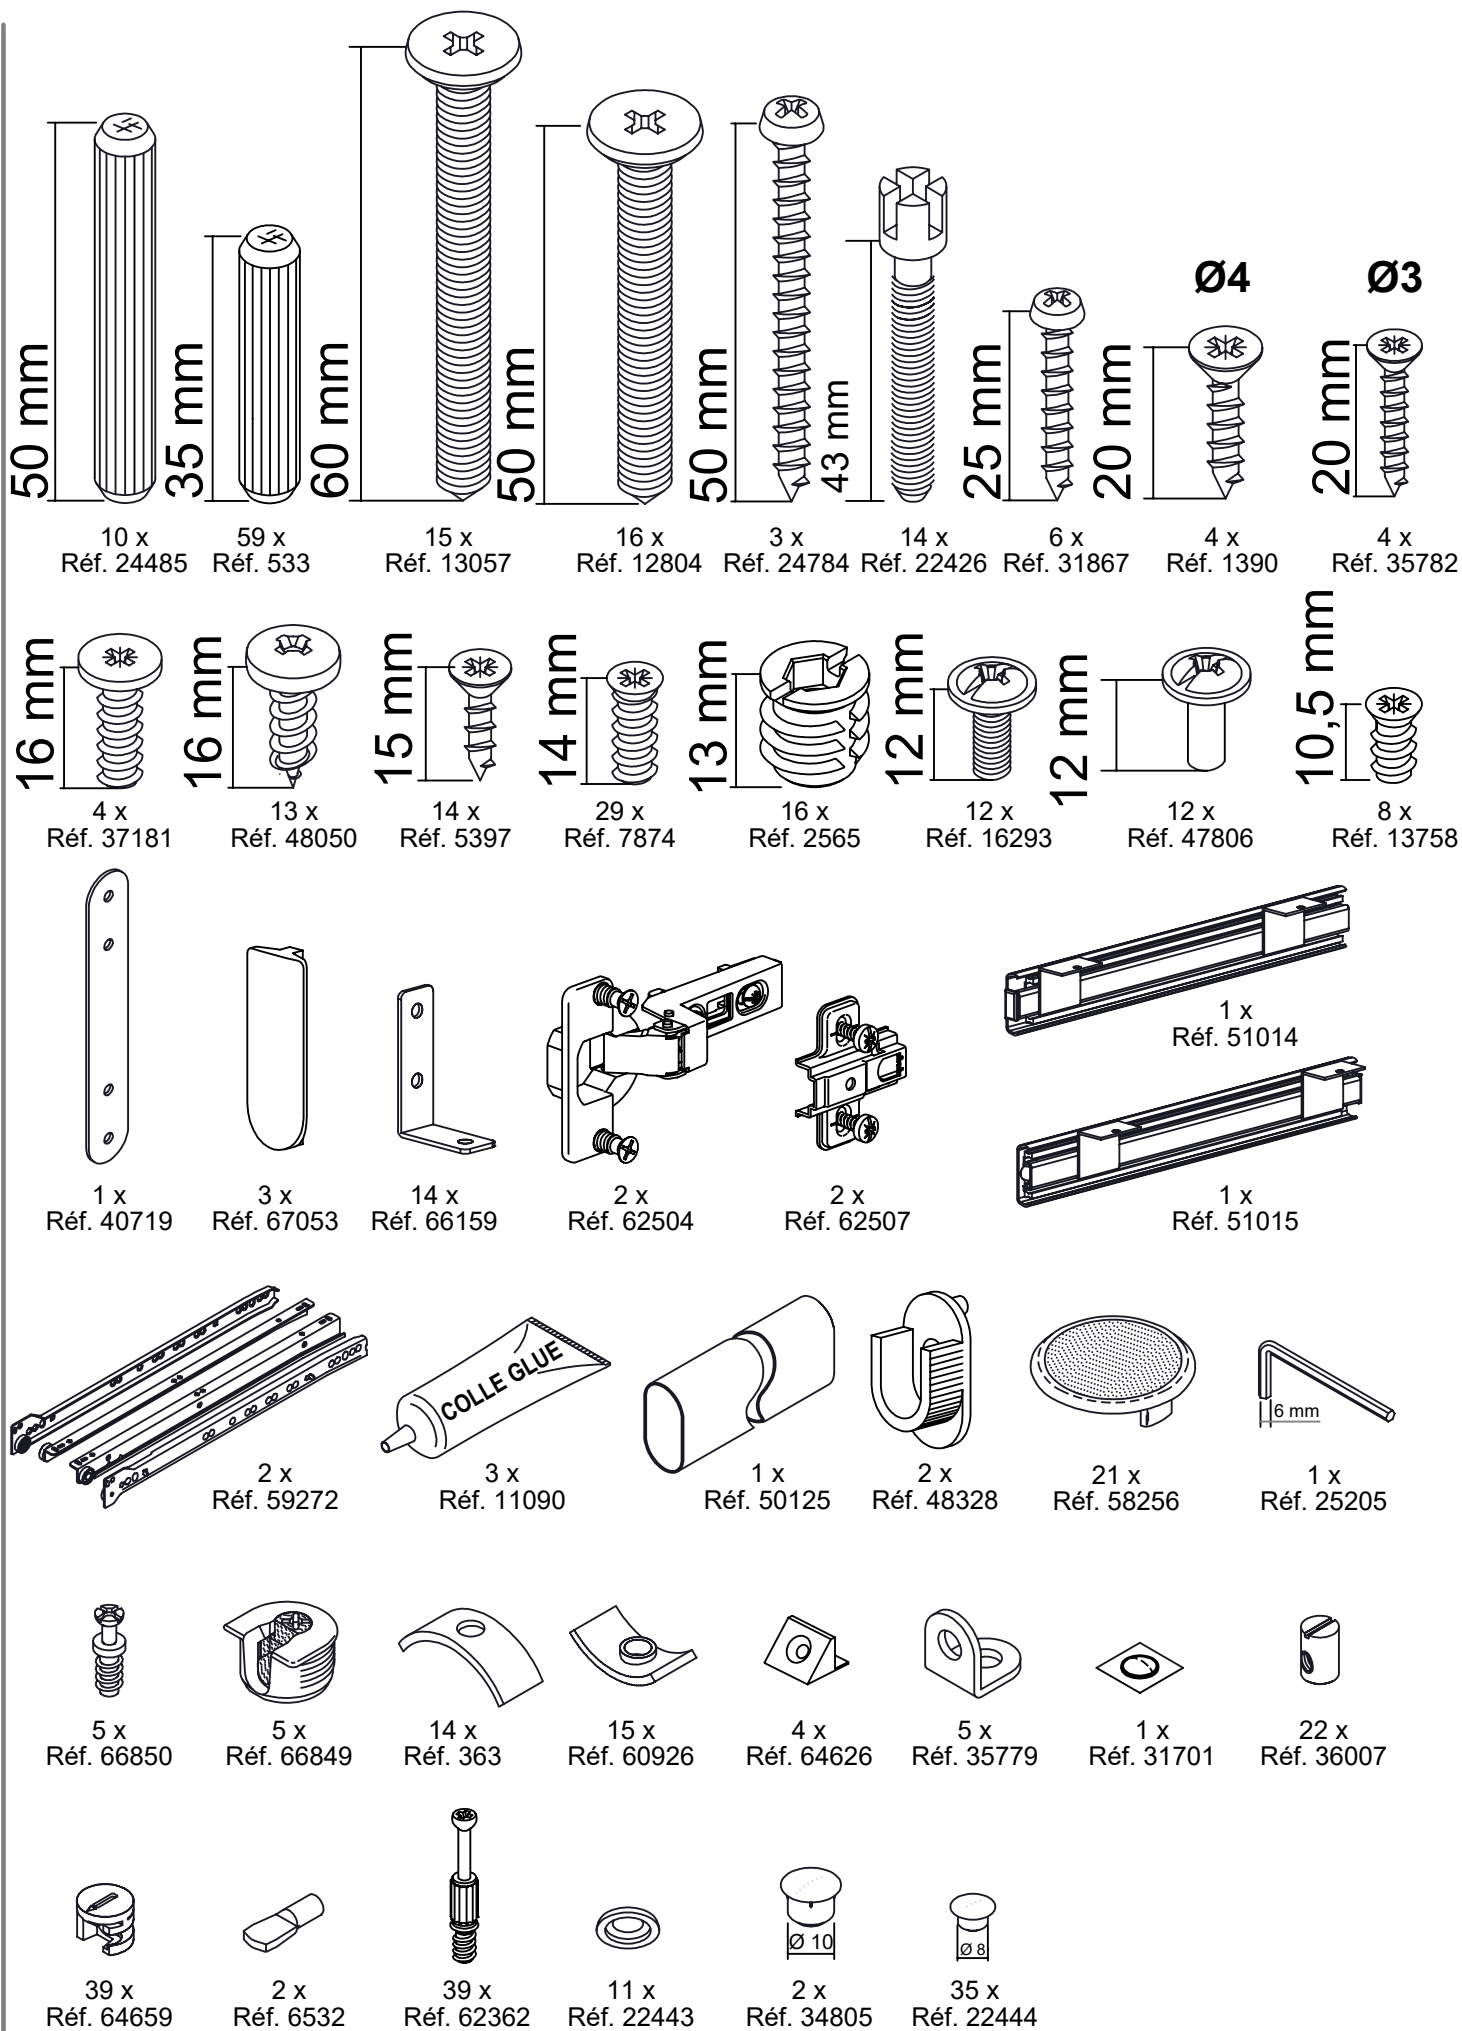 Ø4
Ø3
50 mm
35 mm
60 mm
50 mm
50 mm
43 mm
25 mm
20 mm
20 mm
10 x
Réf. 24485
59 x
Réf. 533
15 x
Réf. 13057
16 x
Réf. 12804
3 x
Réf. 24784
14 x
Réf. 22426
6 x
Réf. 31867
4 x
Réf. 1390
4 x
Réf. 35782
16 mm
16 mm
15 mm
14 mm
13 mm
12 mm
12 mm
10,5 mm
4 x
Réf. 37181
13 x
Réf. 48050
14 x
Réf. 5397
29 x
Réf. 7874
16 x
Réf. 2565
12 x
Réf. 16293
12 x
Réf. 47806
8 x
Réf. 13758
1 x
Réf. 51014
1 x
Réf. 40719
3 x
Réf. 67053
14 x
Réf. 66159
2 x
Réf. 62504
2 x
Réf. 62507
1 x
Réf. 51015
COLLE GLUE
6 mm
2 x
Réf. 59272
3 x
Réf. 11090
1 x
Réf. 50125
2 x
Réf. 48328
21 x
Réf. 58256
1 x
Réf. 25205
5 x
Réf. 66850
5 x
Réf. 66849
14 x
Réf. 363
15 x
Réf. 60926
4 x
Réf. 64626
5 x
Réf. 35779
1 x
Réf. 31701
22 x
Réf. 36007
Ø 10
Ø 8
39 x
Réf. 64659
2 x
Réf. 6532
39 x
Réf. 62362
11 x
Réf. 22443
2 x
Réf. 34805
35 x
Réf. 22444